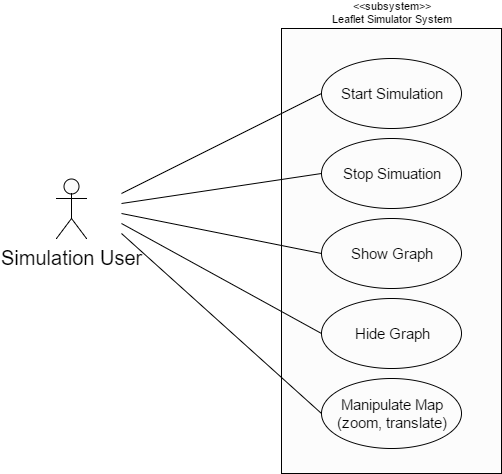 <<subsystem>>
Leaflet Simulator System
Start Simulation
Stop Simuation
Simulation User
Show Graph
Hide Graph
Manipulate Map
(zoom, translate)